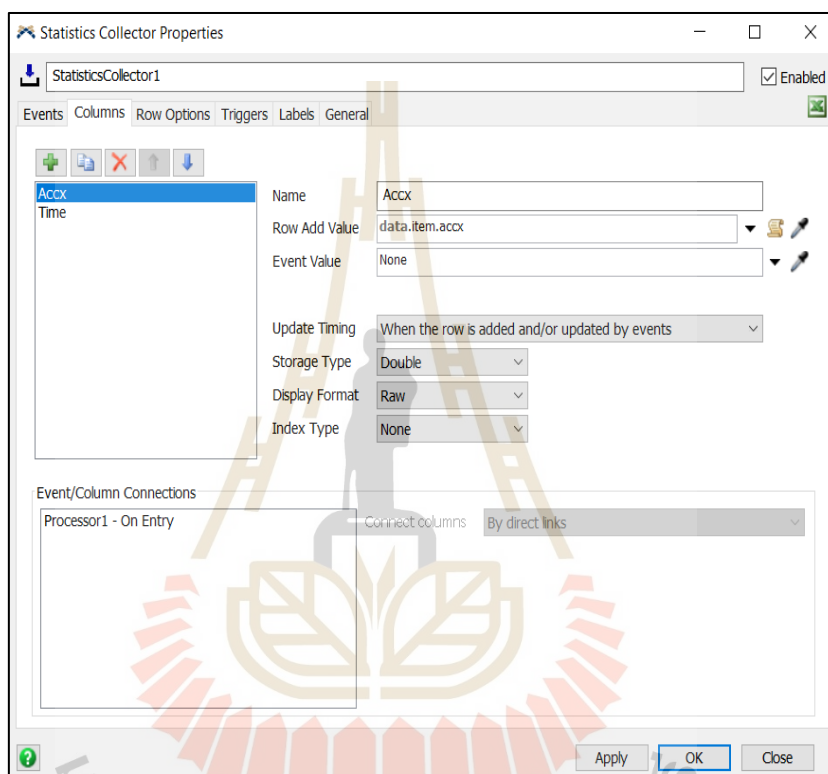 Statistics Collector Properties
StatisticsCollector1
Enabled
Events Columns Row Options Triggers Labels General
Accx
Time
Name Accx
Row Add Value data.item.accx
Event Value None
Update Timing When the row is added and/or updated by events
Storage Type Double
Display Format Raw
Index Type None
Event/Column Connections
Processor1 - On Entry
Connect columns By direct links
Apply OK Close